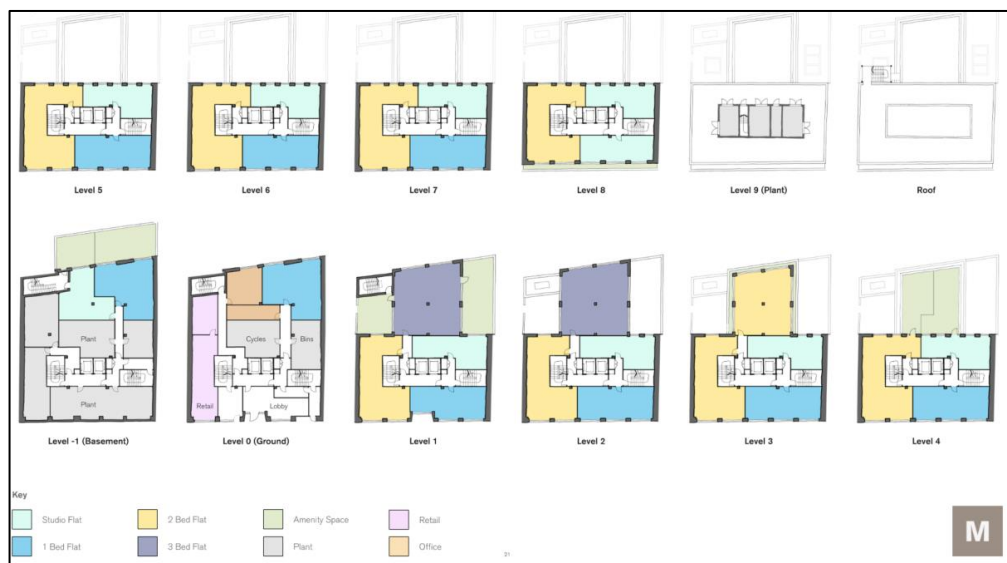 Level 5
Level 6
Level 7
Level 8
Level 9 (Plant)
Roof
Plant
Plant
Cycles
Bins
Retail
Lobby
Level -1 (Basement)
Level 0 (Ground)
Level 1
Level 2
Level 3
Level 4
Key
Studio Flat
2 Bed Flat
Amenity Space
Retail
1 Bed Flat
3 Bed Flat
Plant
Office
31
M